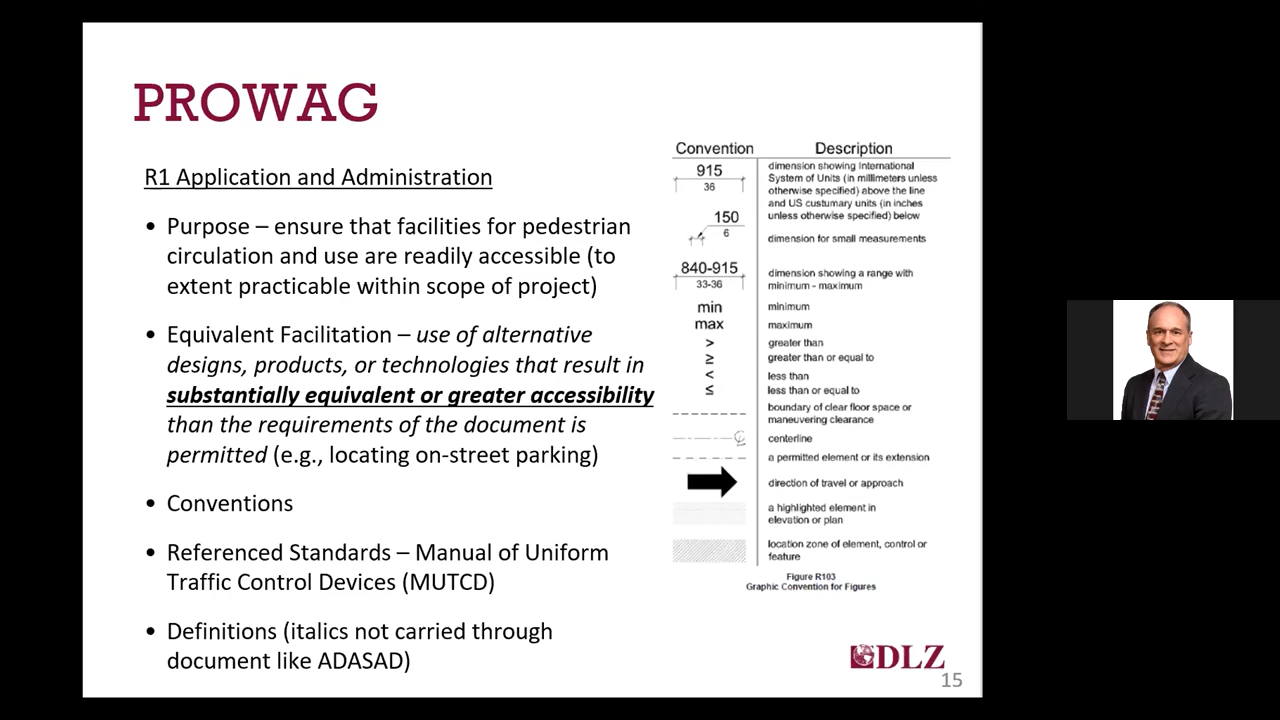 PROWAG
R1 Application and Administration
• Purpose – ensure that facilities for pedestrian
circulation and use are readily accessible (to
extent practicable within scope of project)
• Equivalent Facilitation – use of alternative
designs, products, or technologies that result in
substantially equivalent or greater accessibility
than the requirements of the document is
permitted (e.g., locating on-street parking)
• Conventions
• Referenced Standards – Manual of Uniform
Traffic Control Devices (MUTCD)
• Definitions (italics not carried through
document like ADASAD)
Convention Description
915
36
dimension showing International
System of Units (in millimeters unless
otherwise specified) above the line
and US customary units (in inches
unless otherwise specified) below
150
6
dimension for small measurements
840-915
33-36
dimension showing a range with
minimum - maximum
min minimum
max maximum
> greater than
≥ greater than or equal to
< less than
≤ less than or equal to
boundary of clear floor space or
maneuvering clearance
centerline
a permitted element or its extension
direction of travel or approach
a highlighted element in
elevation or plan
location zone of element, control or
feature
Figure R103
Graphic Convention for Figures
DLZ
15